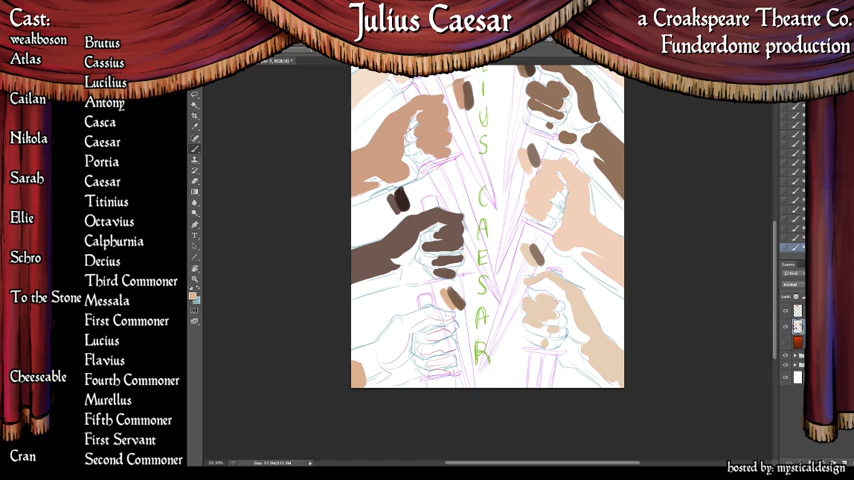 Cast:
Julius Caesar
a Croakspeare Theatre Co.
Funderdome production
weakboson
Brutus
Atlas
Cassius
Lucilius
Cailan
Antony
Casca
Nikola
Caesar
Portia
Sarah
Caesar
Titinius
Ellie
Octavius
Calphurnia
Schro
Decius
Third Commoner
To the Stone
Messala
First Commoner
Lucius
Flavius
Cheeseable
Fourth Commoner
Murellus
Fifth Commoner
First Servant
Cran
Second Commoner
IUS CAESAR
Layers
hosted by: mysticaldesign